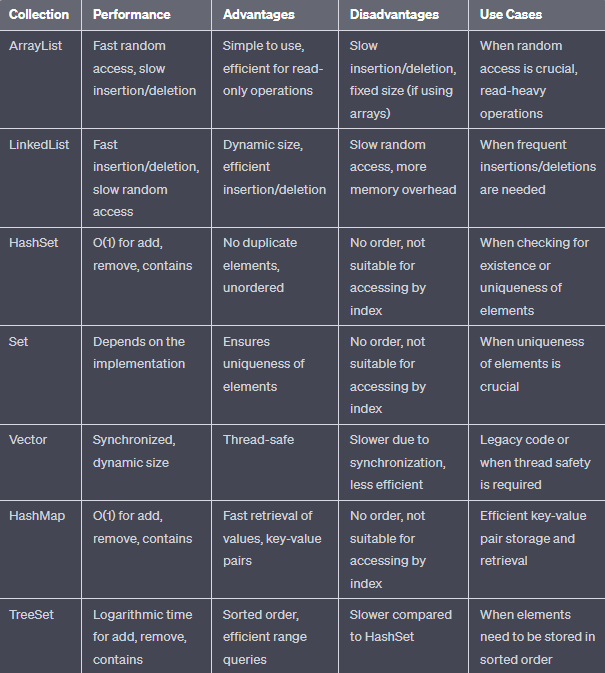 Collection Performance Advantages Disadvantages Use Cases
ArrayList Fast random Simple to use, Slow When random
access, slow efficient for read- insertion/deletion, access is crucial,
insertion/deletion only operations fixed size (if using read-heavy
arrays) operations
LinkedList Fast Dynamic size, Slow random When frequent
insertion/deletion, efficient access, more insertions/deletions
slow random insertion/deletion memory overhead are needed
access
HashSet O(1) for add, No duplicate No order, not When checking for
remove, contains elements, suitable for existence or
unordered accessing by uniqueness of
index elements
Set Depends on the Ensures No order, not When uniqueness
implementation uniqueness of suitable for of elements is
elements accessing by crucial
index
Vector Synchronized, Thread-safe Slower due to Legacy code or
dynamic size synchronization, when thread safety
less efficient is required
HashMap O(1) for add, Fast retrieval of No order, not Efficient key-value
remove, contains values, key-value suitable for pair storage and
pairs accessing by retrieval
index
TreeSet Logarithmic time Sorted order, Slower compared When elements
for add, remove, efficient range to HashSet need to be stored in
contains queries sorted order